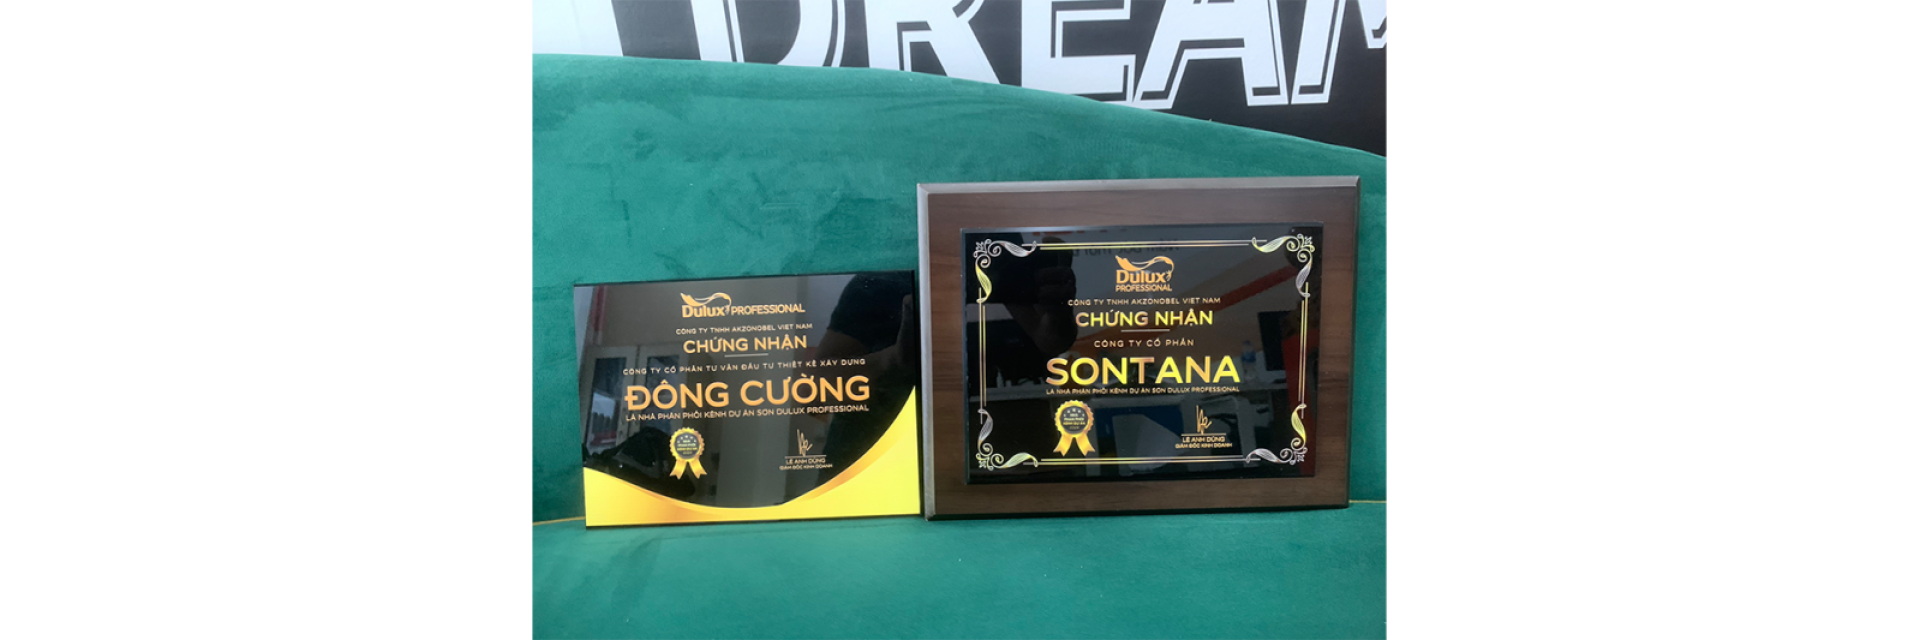 DREAM
Dulux PROFESSIONAL
CÔNG TY TNHH AKZONOBEL VIET NAM
CHỨNG NHẬN
CÔNG TY CỔ PHẦN TƯ VẤN ĐẦU TƯ THIẾT KẾ XÂY DỰNG
ĐÔNG CƯỜNG
LÀ NHÀ PHÂN PHỐI KÊNH DỰ ÁN SƠN DULUX PROFESSIONAL
LÊ ANH DŨNG
GIÁM ĐỐC KINH DOANH
Dulux
PROFESSIONAL
CÔNG TY TNHH AKZONOBEL VIET NAM
CHỨNG NHẬN
CÔNG TY CỔ PHẦN
SONTANA
LÀ NHÀ PHÂN PHỐI KÊNH DỰ ÁN SƠN DULUX PROFESSIONAL
LÊ ANH DŨNG
GIÁM ĐỐC KINH DOANH